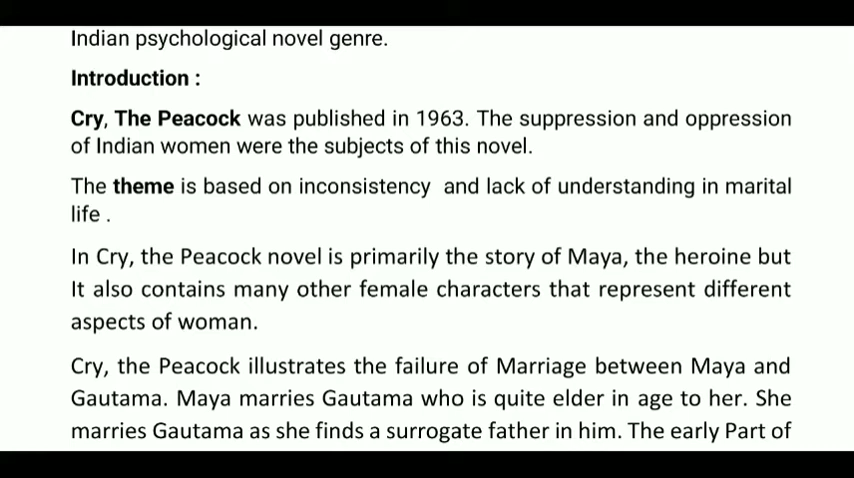 Indian psychological novel genre.
Introduction :
Cry, The Peacock was published in 1963. The suppression and oppression
of Indian women were the subjects of this novel.
The theme is based on inconsistency and lack of understanding in marital
life .
In Cry, the Peacock novel is primarily the story of Maya, the heroine but
It also contains many other female characters that represent different
aspects of woman.
Cry, the Peacock illustrates the failure of Marriage between Maya and
Gautama. Maya marries Gautama who is quite elder in age to her. She
marries Gautama as she finds a surrogate father in him. The early Part of